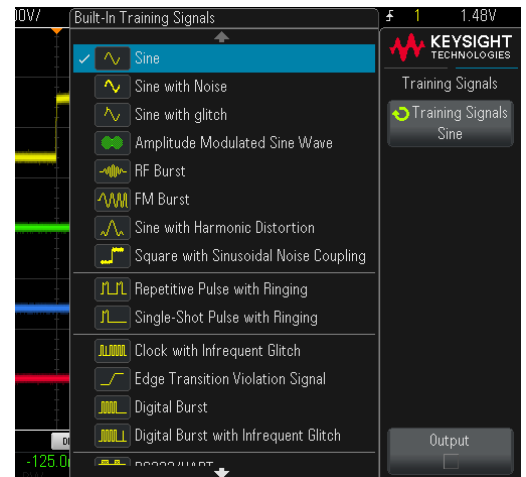 00V/
Built-In Training Signals
1
1.48V
Sine
Sine with Noise
Sine with glitch
Amplitude Modulated Sine Wave
RF Burst
FM Burst
Sine with Harmonic Distortion
Square with Sinusoidal Noise Coupling
Repetitive Pulse with Ringing
Single-Shot Pulse with Ringing
Clock with Infrequent Glitch
Edge Transition Violation Signal
Digital Burst
Digital Burst with Infrequent Glitch
KEYSIGHT
TECHNOLOGIES
Training Signals
Training Signals
Sine
Output
-125.0